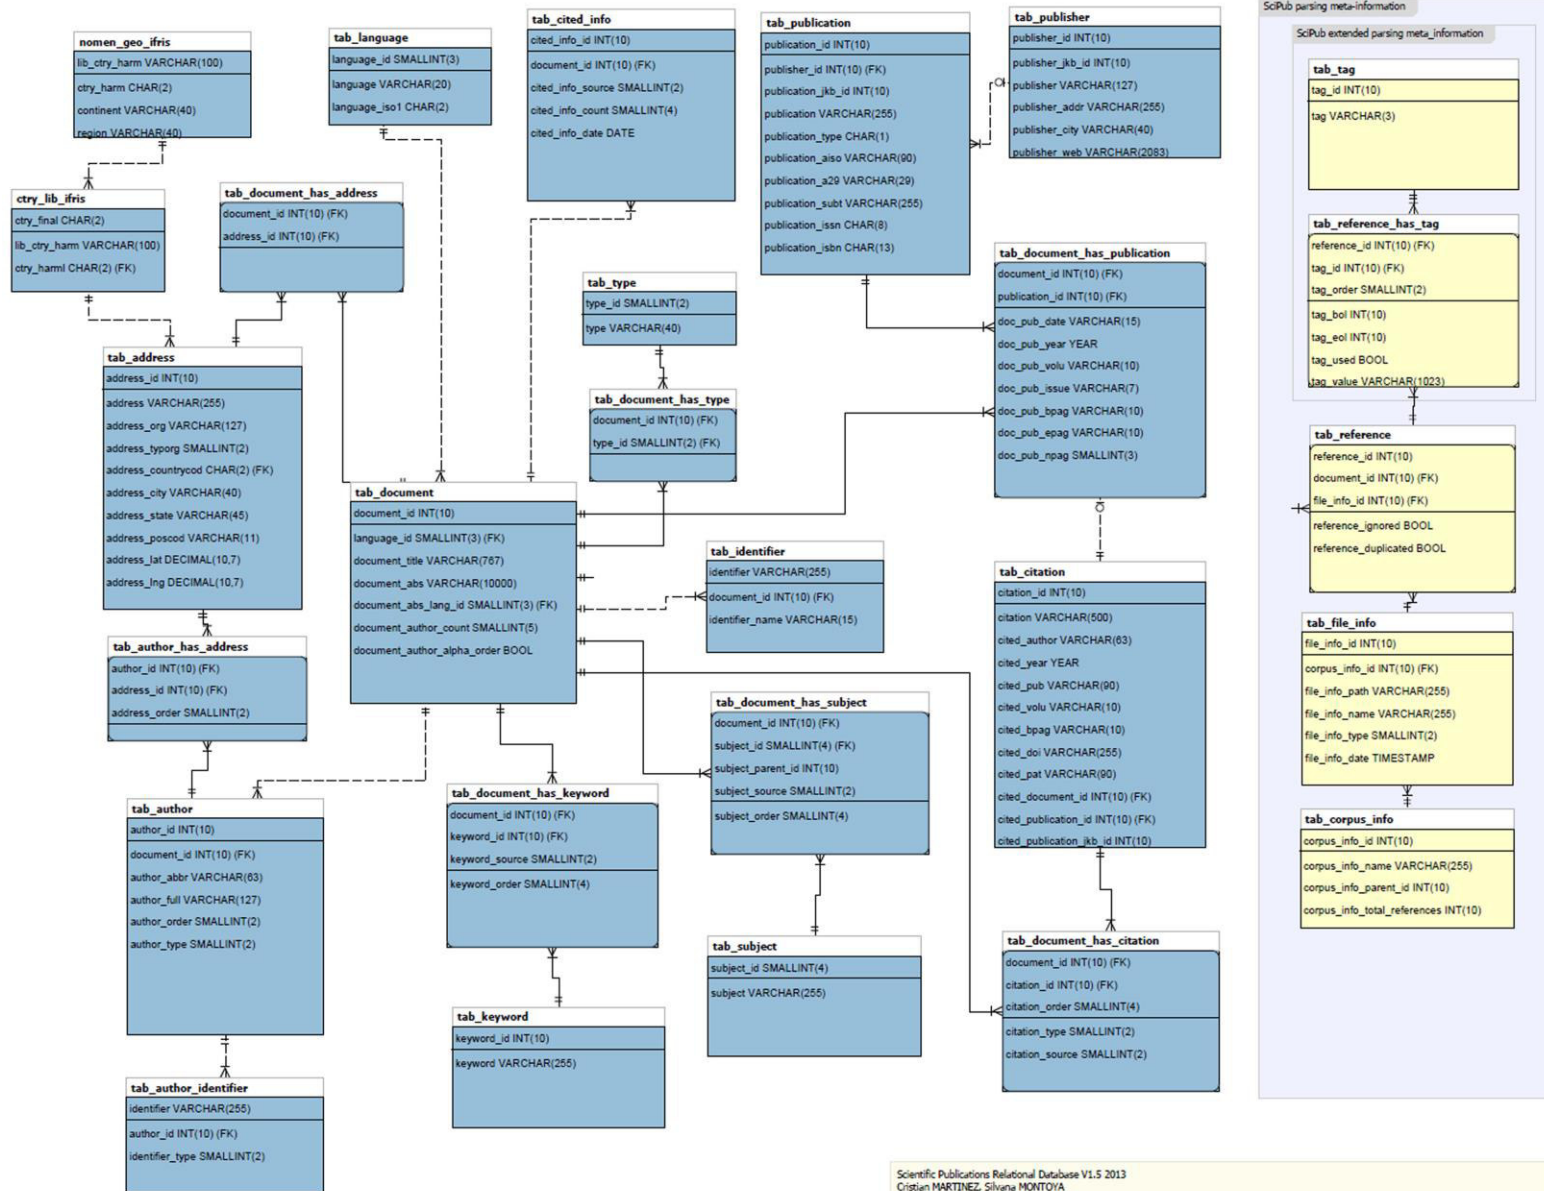 nomen_geo_ifris
lib_ctry_harm VARCHAR(100)
ctry_harm CHAR(2)
continent VARCHAR(40)
region VARCHAR(40)
tab_language
language_id SMALLINT(3)
language VARCHAR(20)
language_iso1 CHAR(2)
tab_cited_info
cited_info_id INT(10)
document_id INT(10) (FK)
cited_info_source SMALLINT(2)
cited_info_count SMALLINT(4)
cited_info_date DATE
tab_publication
publication_id INT(10)
publisher_id INT(10) (FK)
publication_jkb_id INT(10)
publication VARCHAR(255)
publication_type CHAR(1)
publication_aiso VARCHAR(90)
publication_a29 VARCHAR(29)
publication_subt VARCHAR(255)
publication_issn CHAR(8)
publication_isbn CHAR(13)
tab_publisher
publisher_id INT(10)
publisher_jkb_id INT(10)
publisher VARCHAR(127)
publisher_addr VARCHAR(255)
publisher_city VARCHAR(40)
publisher_web VARCHAR(2083)
SciPub parsing meta-information
SciPub extended parsing meta_information
tab_tag
tag_id INT(10)
tag VARCHAR(3)
ctry_lib_ifris
ctry_final CHAR(2)
lib_ctry_harm VARCHAR(100)
ctry_harml CHAR(2) (FK)
tab_document_has_address
document_id INT(10) (FK)
address_id INT(10) (FK)
tab_type
type_id SMALLINT(2)
type VARCHAR(40)
tab_document_has_publication
document_id INT(10) (FK)
publication_id INT(10) (FK)
doc_pub_date VARCHAR(15)
doc_pub_year YEAR
doc_pub_volu VARCHAR(10)
doc_pub_issue VARCHAR(7)
doc_pub_bpag VARCHAR(10)
doc_pub_epag VARCHAR(10)
doc_pub_npag SMALLINT(3)
tab_reference_has_tag
reference_id INT(10) (FK)
tag_id INT(10) (FK)
tag_order SMALLINT(2)
tag_bol INT(10)
tag_eol INT(10)
tag_used BOOL
tag_value VARCHAR(1023)
tab_address
address_id INT(10)
address VARCHAR(255)
address_org VARCHAR(127)
address_typorg SMALLINT(2)
address_countrycod CHAR(2) (FK)
address_city VARCHAR(40)
address_state VARCHAR(45)
address_poscod VARCHAR(11)
address_lat DECIMAL(10,7)
address_lng DECIMAL(10,7)
tab_document_has_type
document_id INT(10) (FK)
type_id SMALLINT(2) (FK)
tab_reference
reference_id INT(10)
document_id INT(10) (FK)
file_info_id INT(10) (FK)
reference_ignored BOOL
reference_duplicated BOOL
tab_document
document_id INT(10)
language_id SMALLINT(3) (FK)
document_title VARCHAR(767)
document_abs VARCHAR(10000)
document_abs_lang_id SMALLINT(3) (FK)
document_author_count SMALLINT(5)
document_author_alpha_order BOOL
tab_identifier
identifier VARCHAR(255)
document_id INT(10) (FK)
identifier_name VARCHAR(15)
tab_citation
citation_id INT(10)
citation VARCHAR(500)
cited_author VARCHAR(63)
cited_year YEAR
cited_pub VARCHAR(90)
cited_volu VARCHAR(10)
cited_bpag VARCHAR(10)
cited_doi VARCHAR(255)
cited_pat VARCHAR(90)
cited_document_id INT(10) (FK)
cited_publication_id INT(10) (FK)
cited_publication_jkb_id INT(10)
tab_file_info
file_info_id INT(10)
corpus_info_id INT(10) (FK)
file_info_path VARCHAR(255)
file_info_name VARCHAR(255)
file_info_type SMALLINT(2)
file_info_date TIMESTAMP
tab_author_has_address
author_id INT(10) (FK)
address_id INT(10) (FK)
address_order SMALLINT(2)
tab_document_has_subject
document_id INT(10) (FK)
subject_id SMALLINT(4) (FK)
subject_parent_id INT(10)
subject_source SMALLINT(2)
subject_order SMALLINT(4)
tab_author
author_id INT(10)
document_id INT(10) (FK)
author_abbr VARCHAR(63)
author_full VARCHAR(127)
author_order SMALLINT(2)
author_type SMALLINT(2)
tab_document_has_keyword
document_id INT(10) (FK)
keyword_id INT(10) (FK)
keyword_source SMALLINT(2)
keyword_order SMALLINT(4)
tab_corpus_info
corpus_info_id INT(10)
corpus_info_name VARCHAR(255)
corpus_info_parent_id INT(10)
corpus_info_total_references INT(10)
tab_subject
subject_id SMALLINT(4)
subject VARCHAR(255)
tab_document_has_citation
document_id INT(10) (FK)
citation_id INT(10) (FK)
citation_order SMALLINT(4)
citation_type SMALLINT(2)
citation_source SMALLINT(2)
tab_keyword
keyword_id INT(10)
keyword VARCHAR(255)
tab_author_identifier
identifier VARCHAR(255)
author_id INT(10) (FK)
identifier_type SMALLINT(2)
Scientific Publications Relational Database V1.5 2013
Cristian MARTINEZ, Silvana MONTOYA